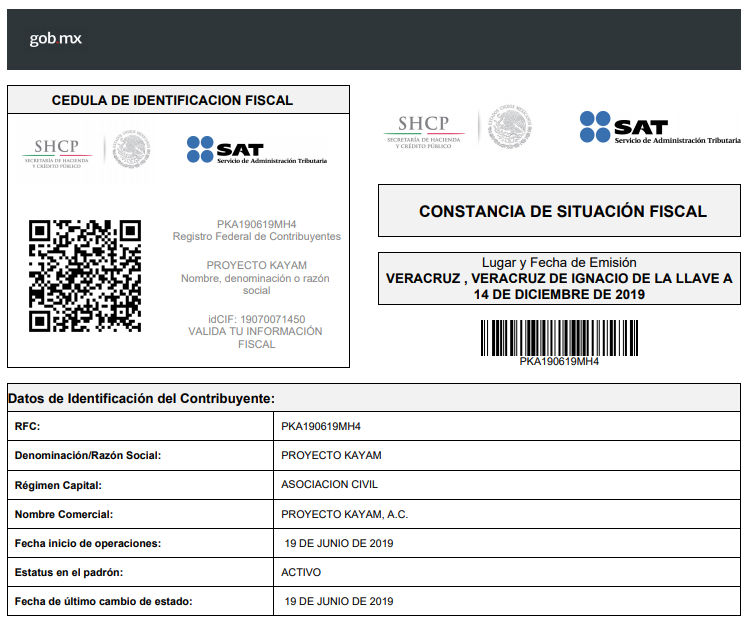 gob.mx
CEDULA DE IDENTIFICACION FISCAL
SHCP
SECRETARÍA DE HACIENDA
Y CRÉDITO PÚBLICO
SAT
Servicio de Administración Tributaria
PKA190619MH4
Registro Federal de Contribuyentes
PROYECTO KAYAM
Nombre, denominación o razón
social
idCIF: 19070071450
VALIDA TU INFORMACIÓN
FISCAL
SHCP
SECRETARÍA DE HACIENDA
Y CRÉDITO PÚBLICO
SAT
Servicio de Administración Tributaria
CONSTANCIA DE SITUACIÓN FISCAL
Lugar y Fecha de Emisión
VERACRUZ , VERACRUZ DE IGNACIO DE LA LLAVE A
14 DE DICIEMBRE DE 2019
PKA190619MH4
Datos de Identificación del Contribuyente:
RFC: PKA190619MH4
Denominación/Razón Social: PROYECTO KAYAM
Régimen Capital: ASOCIACION CIVIL
Nombre Comercial: PROYECTO KAYAM, A.C.
Fecha inicio de operaciones: 19 DE JUNIO DE 2019
Estatus en el padrón: ACTIVO
Fecha de último cambio de estado: 19 DE JUNIO DE 2019